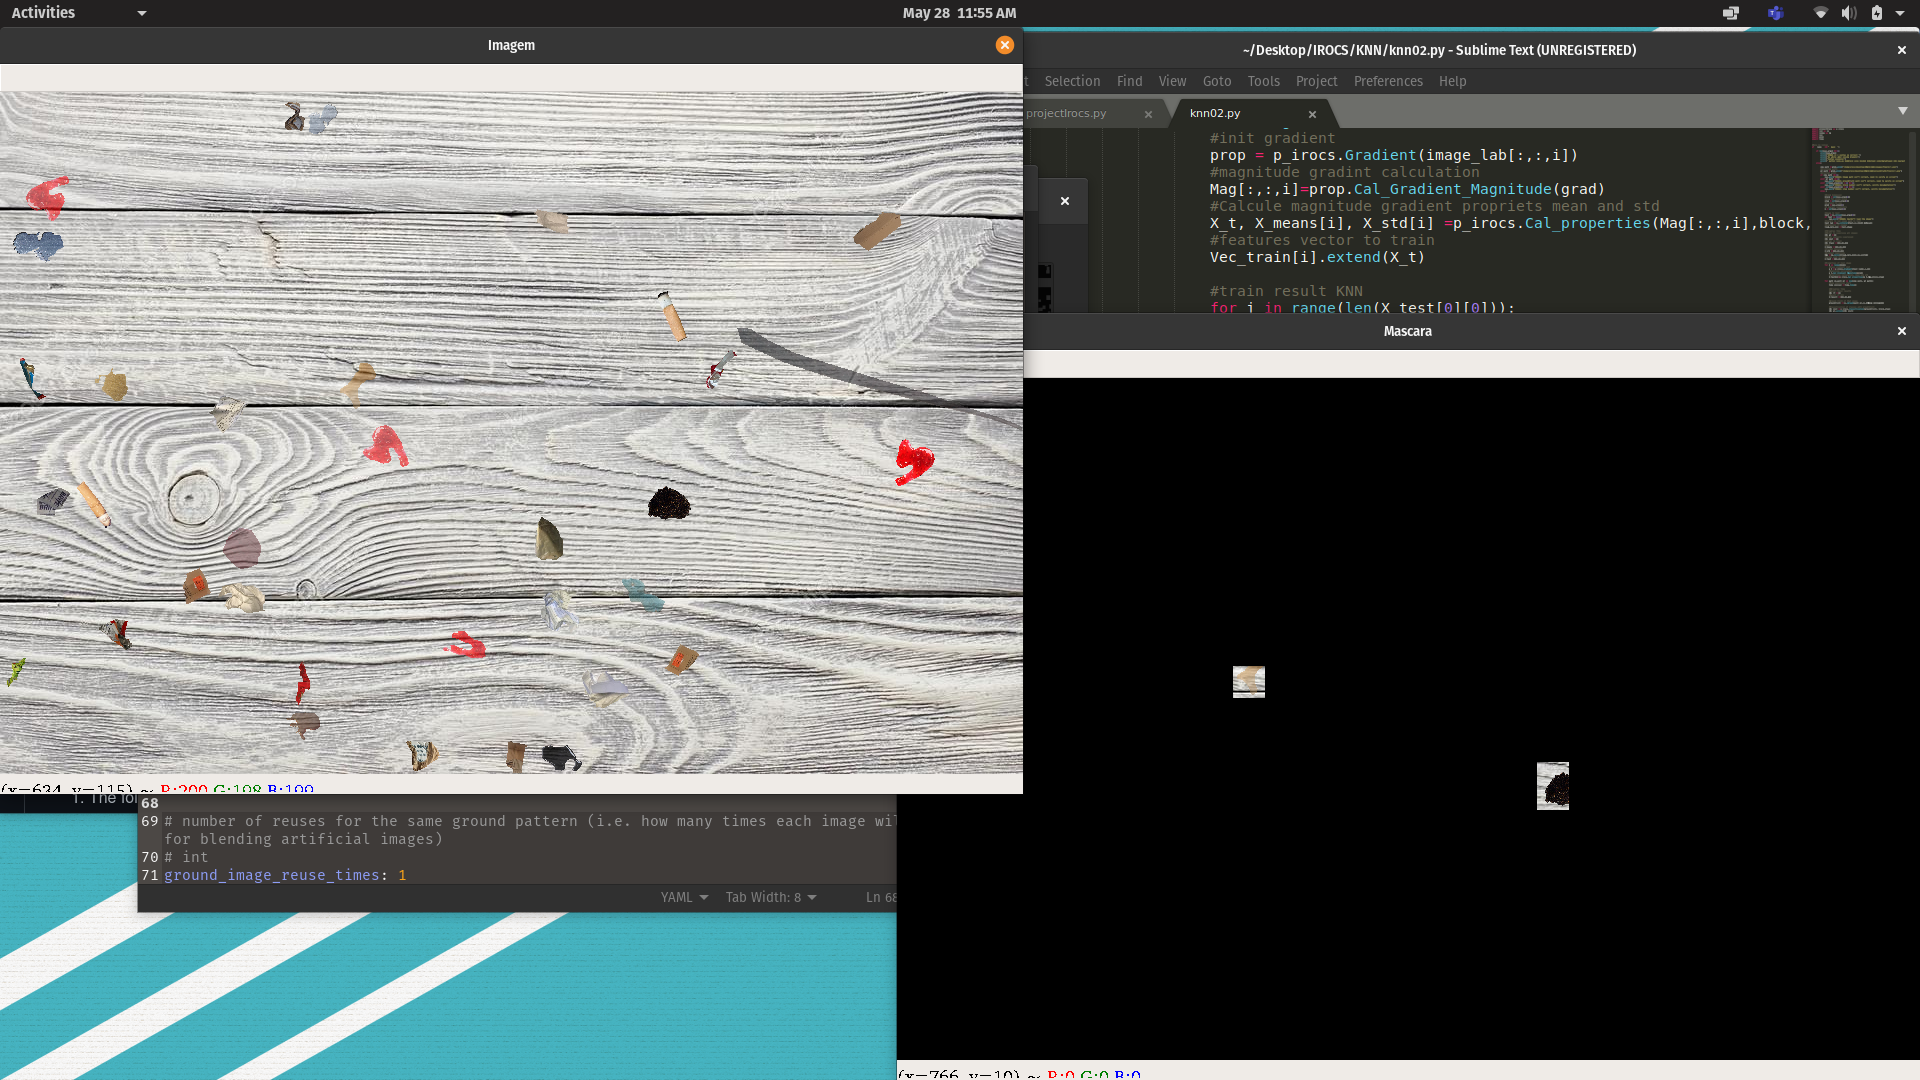 Activities
May 28  11:55 AM
Imagem
~/Desktop/IROCS/KNN/knn02.py - Sublime Text (UNREGISTERED)
t Selection Find View Goto Tools Project Preferences Help
projectIrocs.py
knn02.py
#init gradient
prop = p_irocs.Gradient(image_lab[:,:,i])
#magnitude gradint calculation
Mag[:,:,i]=prop.Cal_Gradient_Magnitude(grad)
#Calcule magnitude gradient propriets mean and std
X_t, X_means[i], X_std[i] =p_irocs.Cal_properties(Mag[:,:,i],block,
#features vector to train
Vec_train[i].extend(X_t)
#train result KNN
for j in range(len(X_test[0][0])):
Mascara
(x=634, y=115) ~ R:200 G:198 B:199
1. The fo
68
69 # number of reuses for the same ground pattern (i.e. how many times each image wi
for blending artificial images)
70 # int
71 ground_image_reuse_times: 1
YAML Tab Width: 8 Ln 68
(x=766, y=10) ~ R:0 G:0 B:0